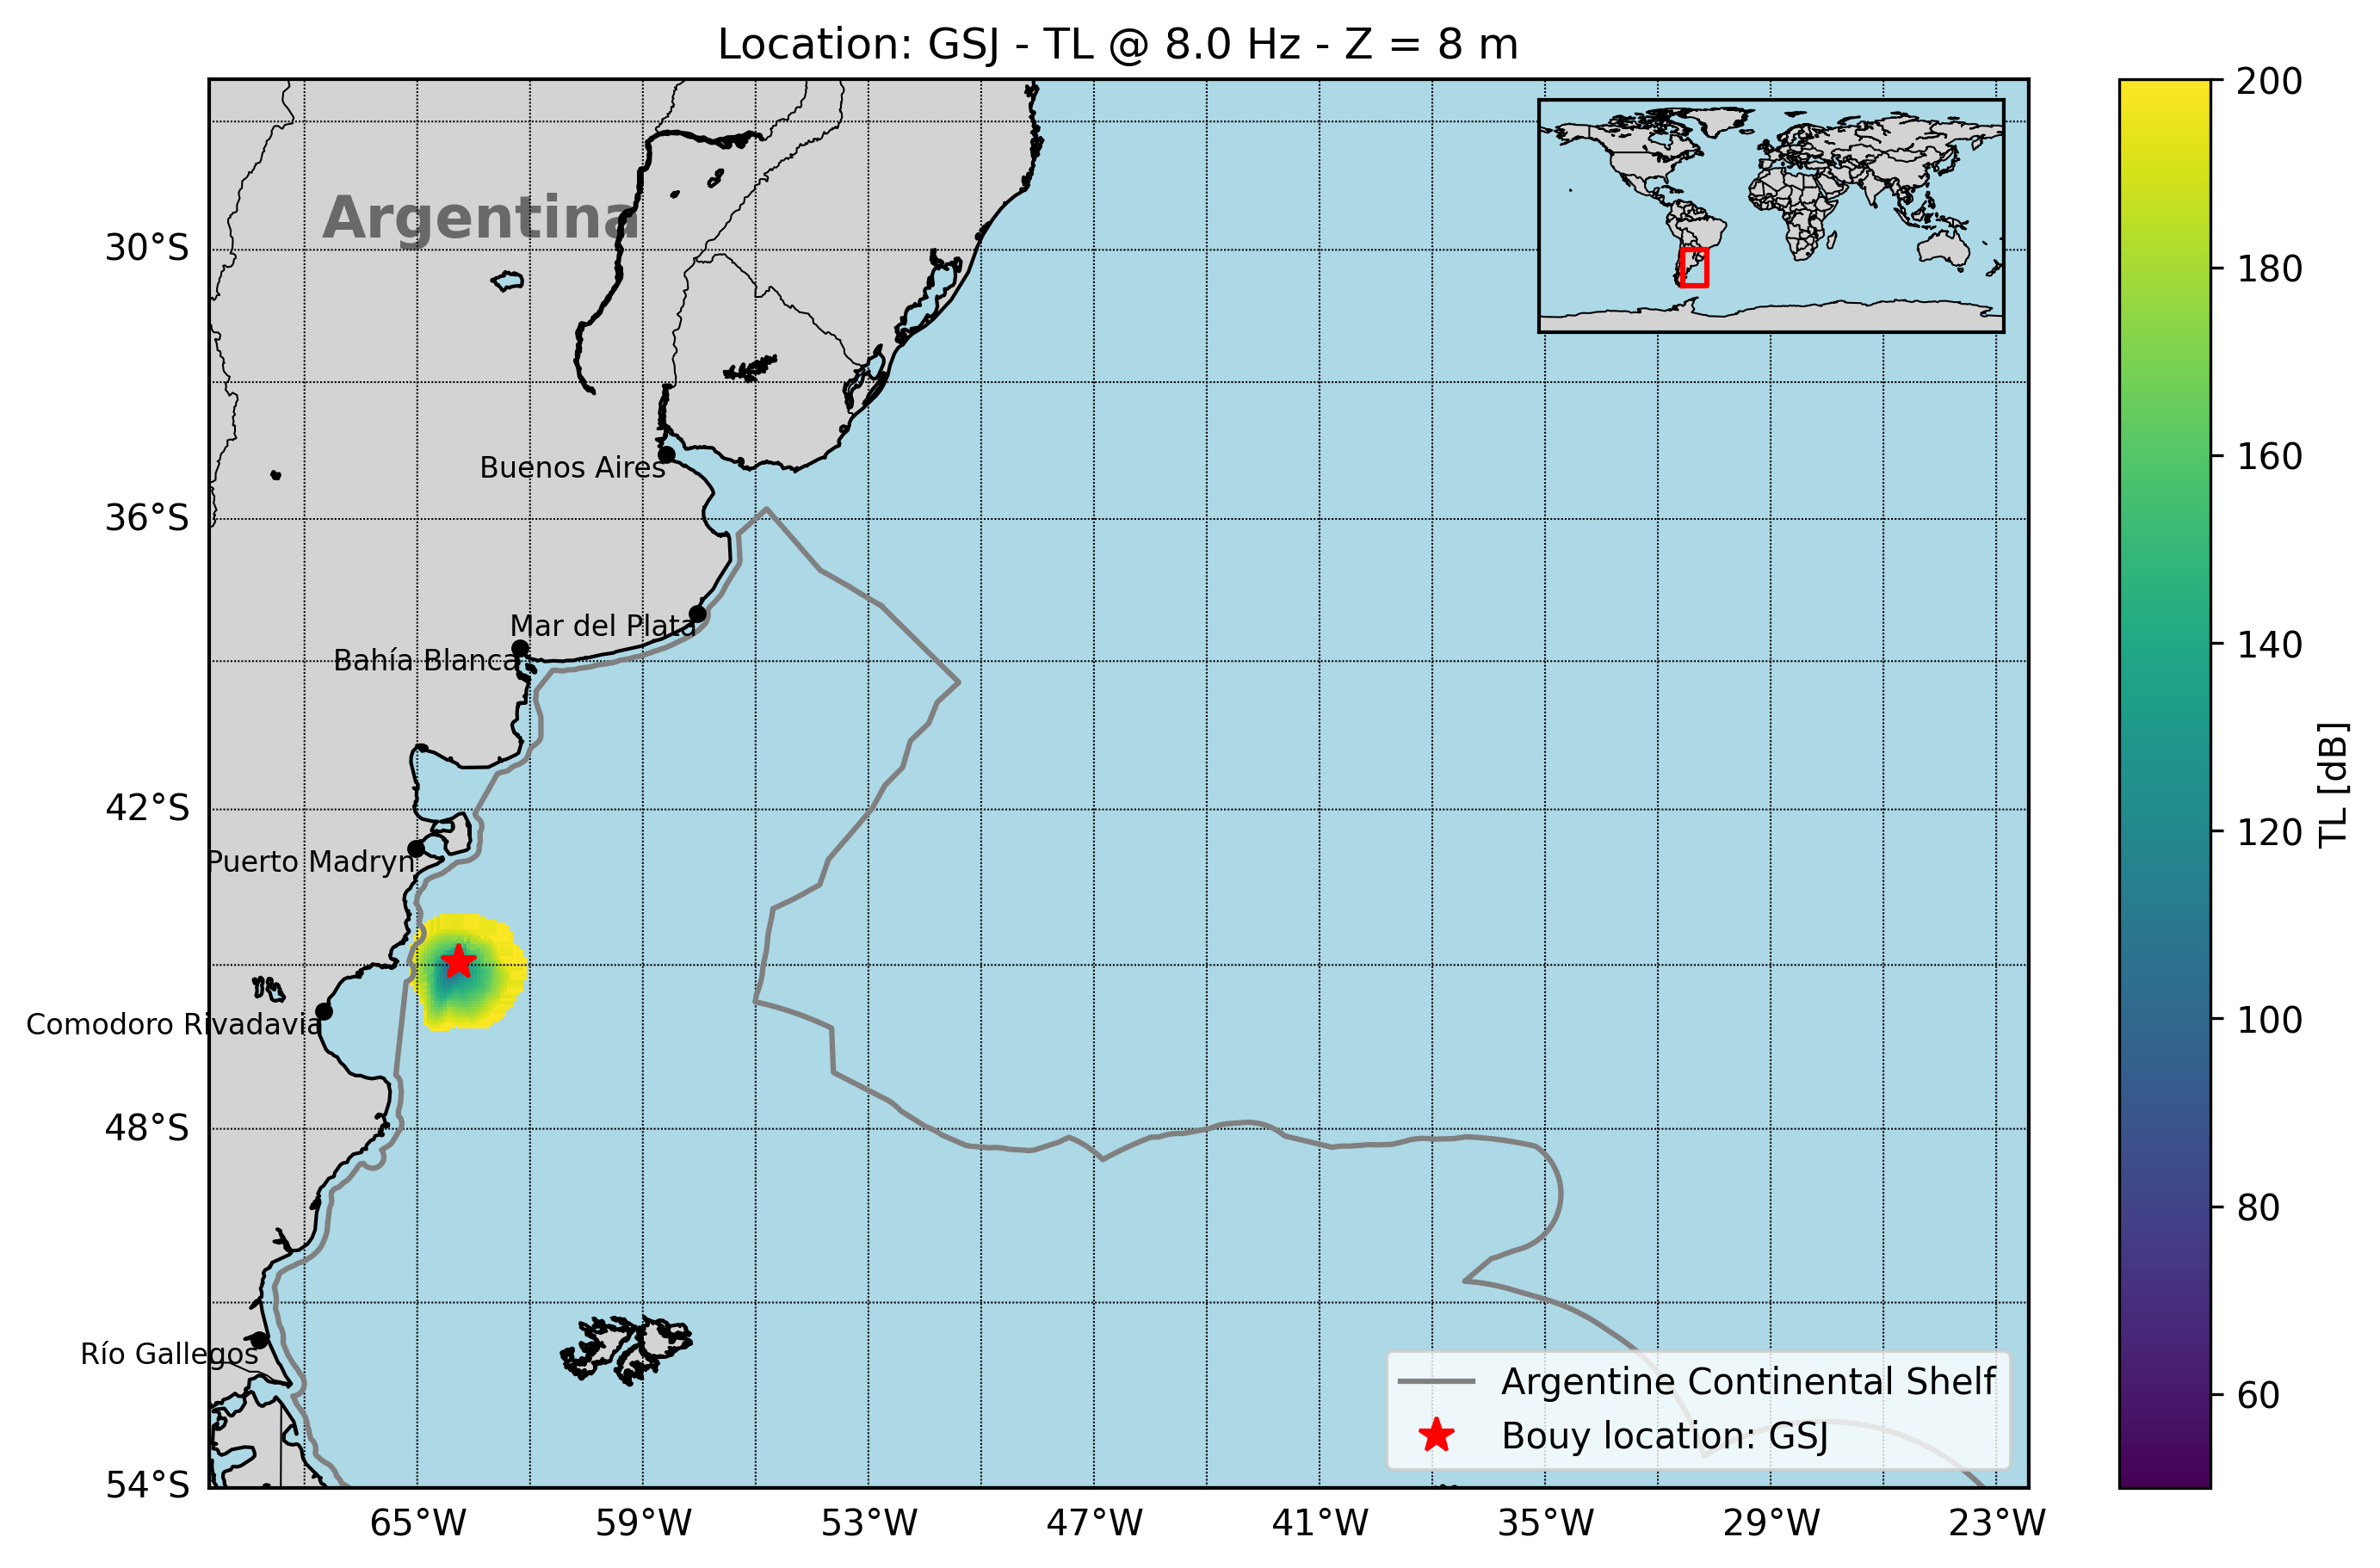 Location: GSJ - TL @ 8.0 Hz - Z = 8 m
Argentina
30°S
36°S
42°S
48°S
54°S
Buenos Aires
Mar del Plata
Bahía Blanca
Puerto Madryn
Comodoro Rivadavia
Río Gallegos
65°W
59°W
53°W
47°W
41°W
35°W
29°W
23°W
Argentine Continental Shelf
Bouy location: GSJ
200
180
160
140
120
100
80
60
TL [dB]